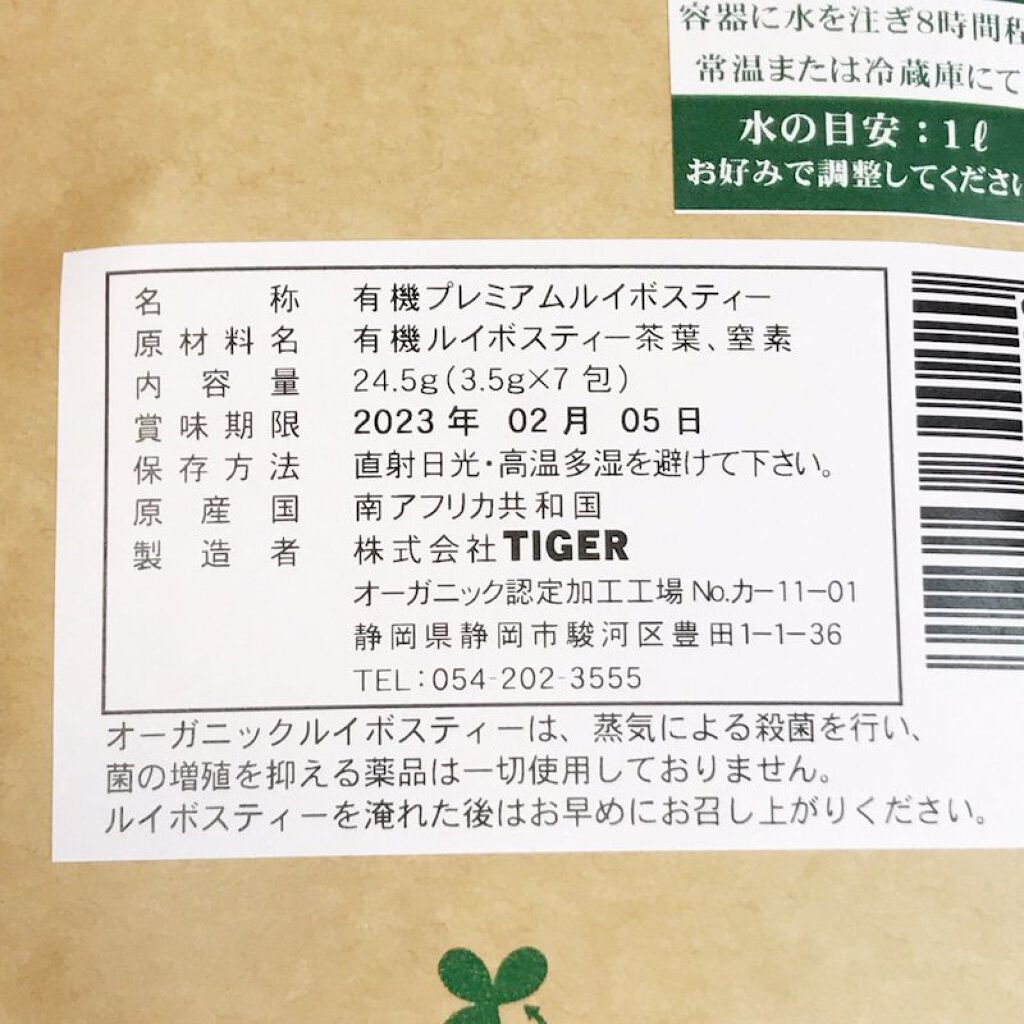 容器に水を注ぎ8時間程
常温または冷蔵庫にて
水の目安：1ℓ
お好みで調整してください
名称 有機プレミアムルイボスティー
原材料名 有機ルイボスティー茶葉、窒素
内容量 24.5g(3.5g×7包)
賞味期限 2023年 02月 05日
保存方法 直射日光・高温多湿を避けて下さい。
原産国 南アフリカ共和国
製造者 株式会社TIGER
オーガニック認定加工工場No.カー11-01
静岡県静岡市駿河区豊田1-1-36
TEL:054-202-3555
オーガニックルイボスティーは、蒸気による殺菌を行い、
菌の増殖を抑える薬品は一切使用しておりません。
ルイボスティーを淹れた後はお早めにお召し上がりください。